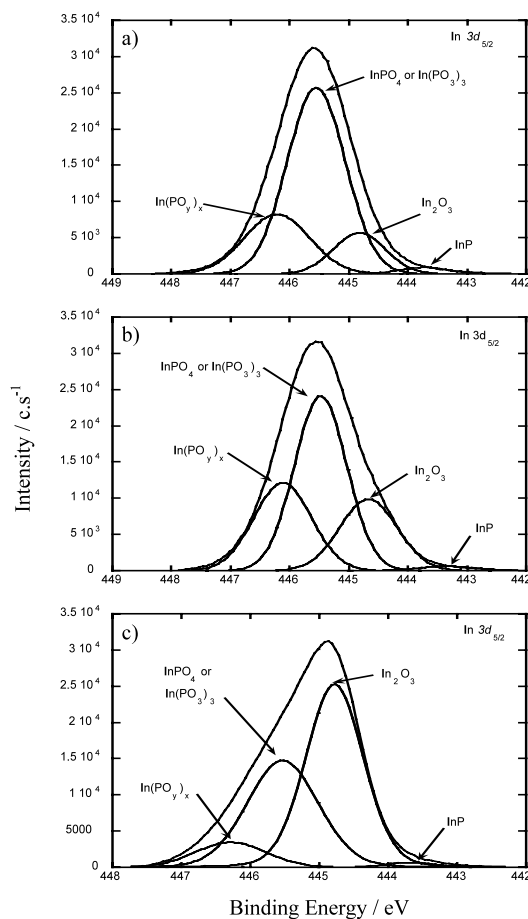 a)
In 3d5/2
3.5 10⁴
3 10⁴
2.5 10⁴
2 10⁴
1.5 10⁴
1 10⁴
5 10³
0
InPO₄ or In(PO₃)₃
In(POy)x
In₂O₃
InP
449 448 447 446 445 444 443 442
b)
In 3d5/2
3.5 10⁴
3 10⁴
2.5 10⁴
2 10⁴
1.5 10⁴
1 10⁴
5 10³
0
InPO₄ or In(PO₃)₃
In(POy)x
In₂O₃
InP
449 448 447 446 445 444 443 442
c)
In 3d5/2
3.5 10⁴
3 10⁴
2.5 10⁴
2 10⁴
1.5 10⁴
1 10⁴
5000
0
InPO₄ or
In(PO₃)₃
In₂O₃
In(POy)x
InP
448 447 446 445 444 443 442
Intensity / c.s⁻¹
Binding Energy / eV